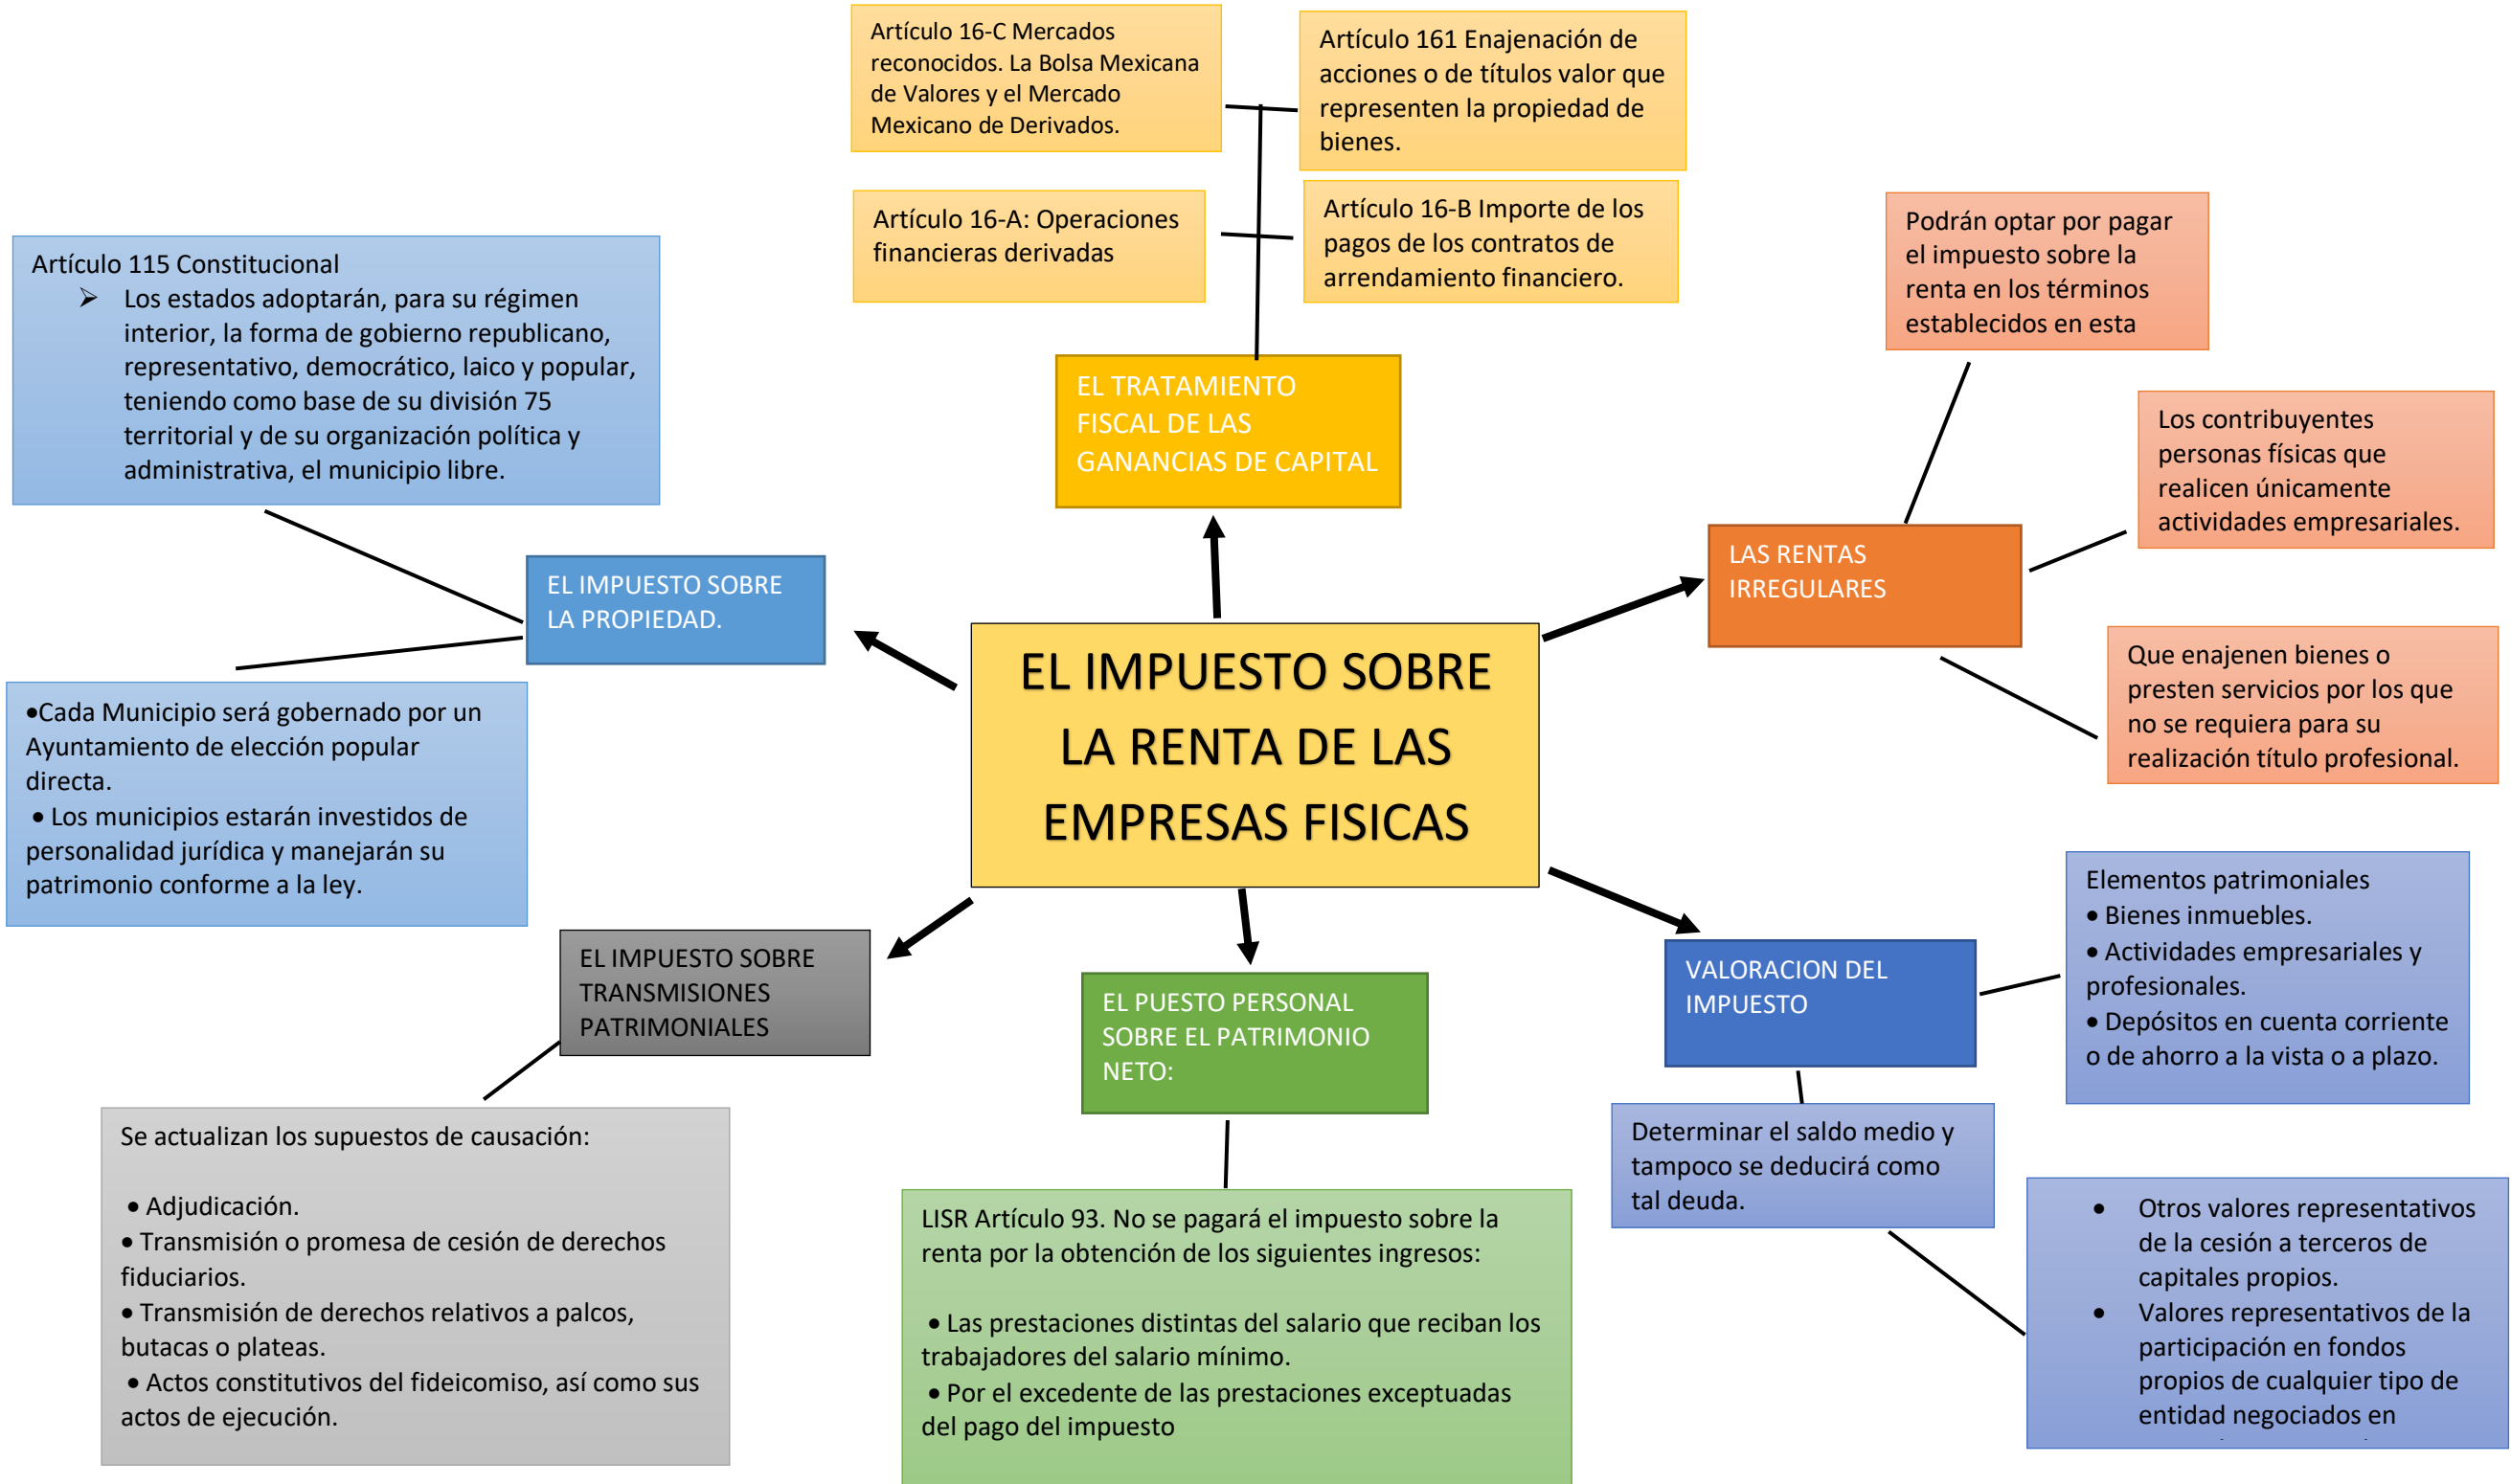 Artículo 16-C Mercados
reconocidos. La Bolsa Mexicana
de Valores y el Mercado
Mexicano de Derivados.
Artículo 161 Enajenación de
acciones o de títulos valor que
representen la propiedad de
bienes.
Artículo 16-A: Operaciones
financieras derivadas
Artículo 16-B Importe de los
pagos de los contratos de
arrendamiento financiero.
EL TRATAMIENTO
FISCAL DE LAS
GANANCIAS DE CAPITAL
Artículo 115 Constitucional
➢ Los estados adoptarán, para su régimen
interior, la forma de gobierno republicano,
representativo, democrático, laico y popular,
teniendo como base de su división 75
territorial y de su organización política y
administrativa, el municipio libre.
EL IMPUESTO SOBRE
LA PROPIEDAD.
•Cada Municipio será gobernado por un
Ayuntamiento de elección popular
directa.
• Los municipios estarán investidos de
personalidad jurídica y manejarán su
patrimonio conforme a la ley.
Podrán optar por pagar
el impuesto sobre la
renta en los términos
establecidos en esta
Los contribuyentes
personas físicas que
realicen únicamente
actividades empresariales.
LAS RENTAS
IRREGULARES
Que enajenen bienes o
presten servicios por los que
no se requiera para su
realización título profesional.
EL IMPUESTO SOBRE
LA RENTA DE LAS
EMPRESAS FISICAS
EL IMPUESTO SOBRE
TRANSMISIONES
PATRIMONIALES
Se actualizan los supuestos de causación:
• Adjudicación.
• Transmisión o promesa de cesión de derechos
fiduciarios.
• Transmisión de derechos relativos a palcos,
butacas o plateas.
• Actos constitutivos del fideicomiso, así como sus
actos de ejecución.
EL PUESTO PERSONAL
SOBRE EL PATRIMONIO
NETO:
LISR Artículo 93. No se pagará el impuesto sobre la
renta por la obtención de los siguientes ingresos:
• Las prestaciones distintas del salario que reciban los
trabajadores del salario mínimo.
• Por el excedente de las prestaciones exceptuadas
del pago del impuesto
VALORACION DEL
IMPUESTO
Elementos patrimoniales
• Bienes inmuebles.
• Actividades empresariales y
profesionales.
• Depósitos en cuenta corriente
o de ahorro a la vista o a plazo.
Determinar el saldo medio y
tampoco se deducirá como
tal deuda.
• Otros valores representativos
de la cesión a terceros de
capitales propios.
• Valores representativos de la
participación en fondos
propios de cualquier tipo de
entidad negociados en